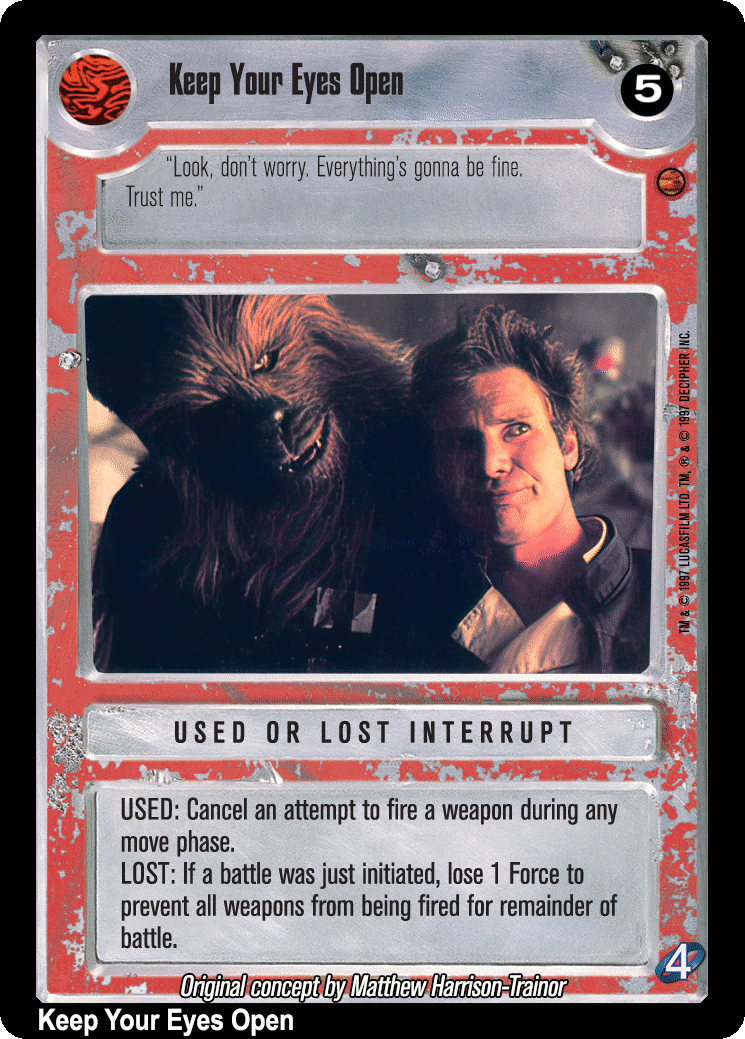 Keep Your Eyes Open
5
“Look, don’t worry. Everything’s gonna be fine.
Trust me.”
TM & © 1997 LUCASFILM LTD. TM, ® & © 1997 DECIPHER INC.
USED OR LOST INTERRUPT
USED: Cancel an attempt to fire a weapon during any
move phase.
LOST: If a battle was just initiated, lose 1 Force to
prevent all weapons from being fired for remainder of
battle.
4
Original concept by Matthew Harrison-Trainor
Keep Your Eyes Open